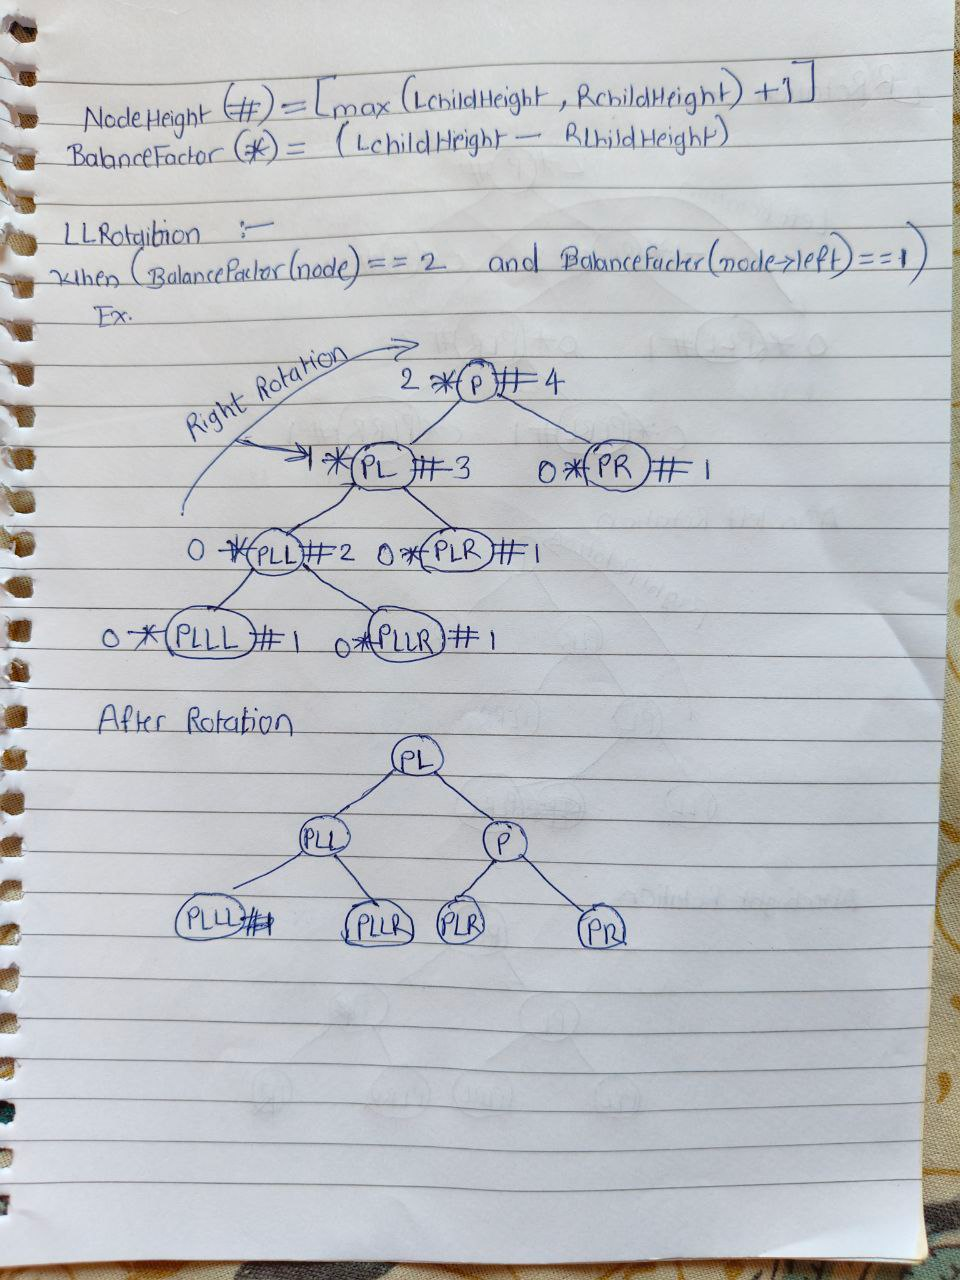 NodeHeight (#) = [max (LchildHeight, RchildHeight) +1]
BalanceFactor (*) = (LchildHeight - RlhildHeight)
LLRotaition :-
when (BalanceFactor(node) == 2 and BalanceFacter(node->left) == 1)
Ex.
Right Rotation
2 * P # 4
1 * PL # 3 0 * PR # 1
0 * PLL # 2 0 * PLR # 1
0 * PLLL # 1 0 * PLLR # 1
After Rotation
PL
PLL P
PLLL PLLR PLR PR